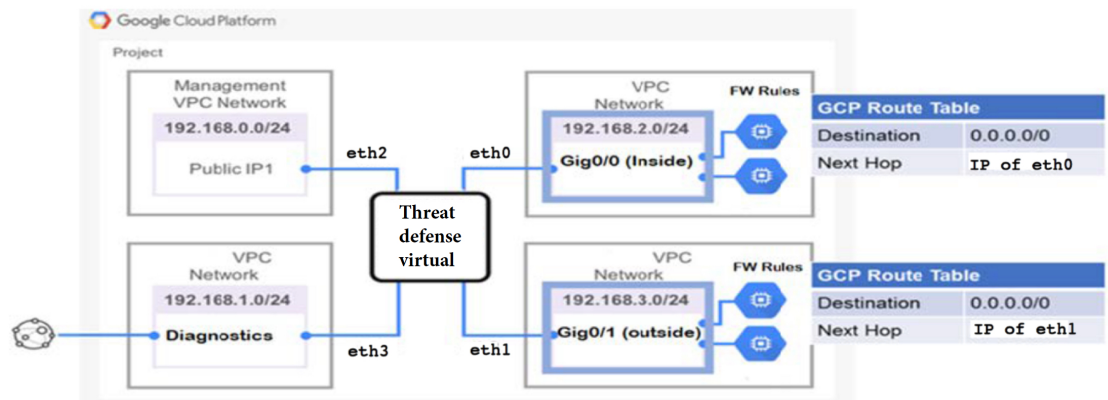 Google Cloud Platform
Project
Management
VPC Network
192.168.0.0/24
Public IP1
eth2
eth0
VPC
Network
192.168.2.0/24
Gig0/0 (Inside)
FW Rules
GCP Route Table
Destination 0.0.0.0/0
Next Hop IP of eth0
Threat
defense
virtual
VPC
Network
192.168.1.0/24
Diagnostics
eth3
eth1
VPC
Network
192.168.3.0/24
Gig0/1 (outside)
FW Rules
GCP Route Table
Destination 0.0.0.0/0
Next Hop IP of eth1